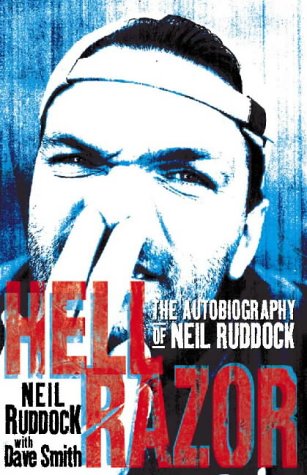 HELL
THE AUTOBIOGRAPHY
OF NEIL RUDDOCK
RAZOR
NEIL
RUDDOCK
with
Dave Smith